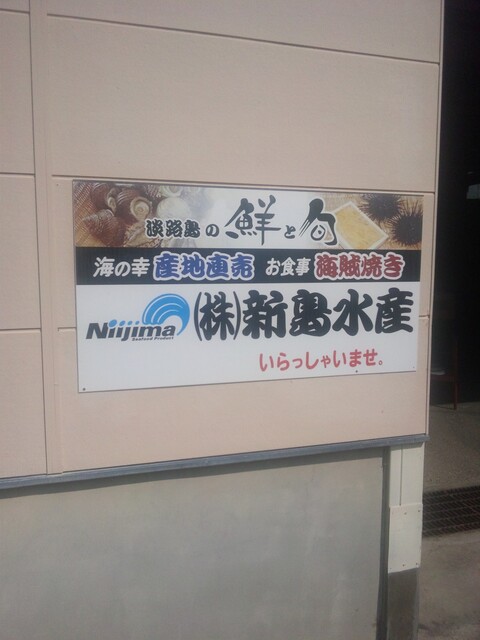 淡路島の鮮と旬
海の幸 産地直売 お食事 海賊焼き
Niijima
Seafood Product
(株)新島水産
いらっしゃいませ。